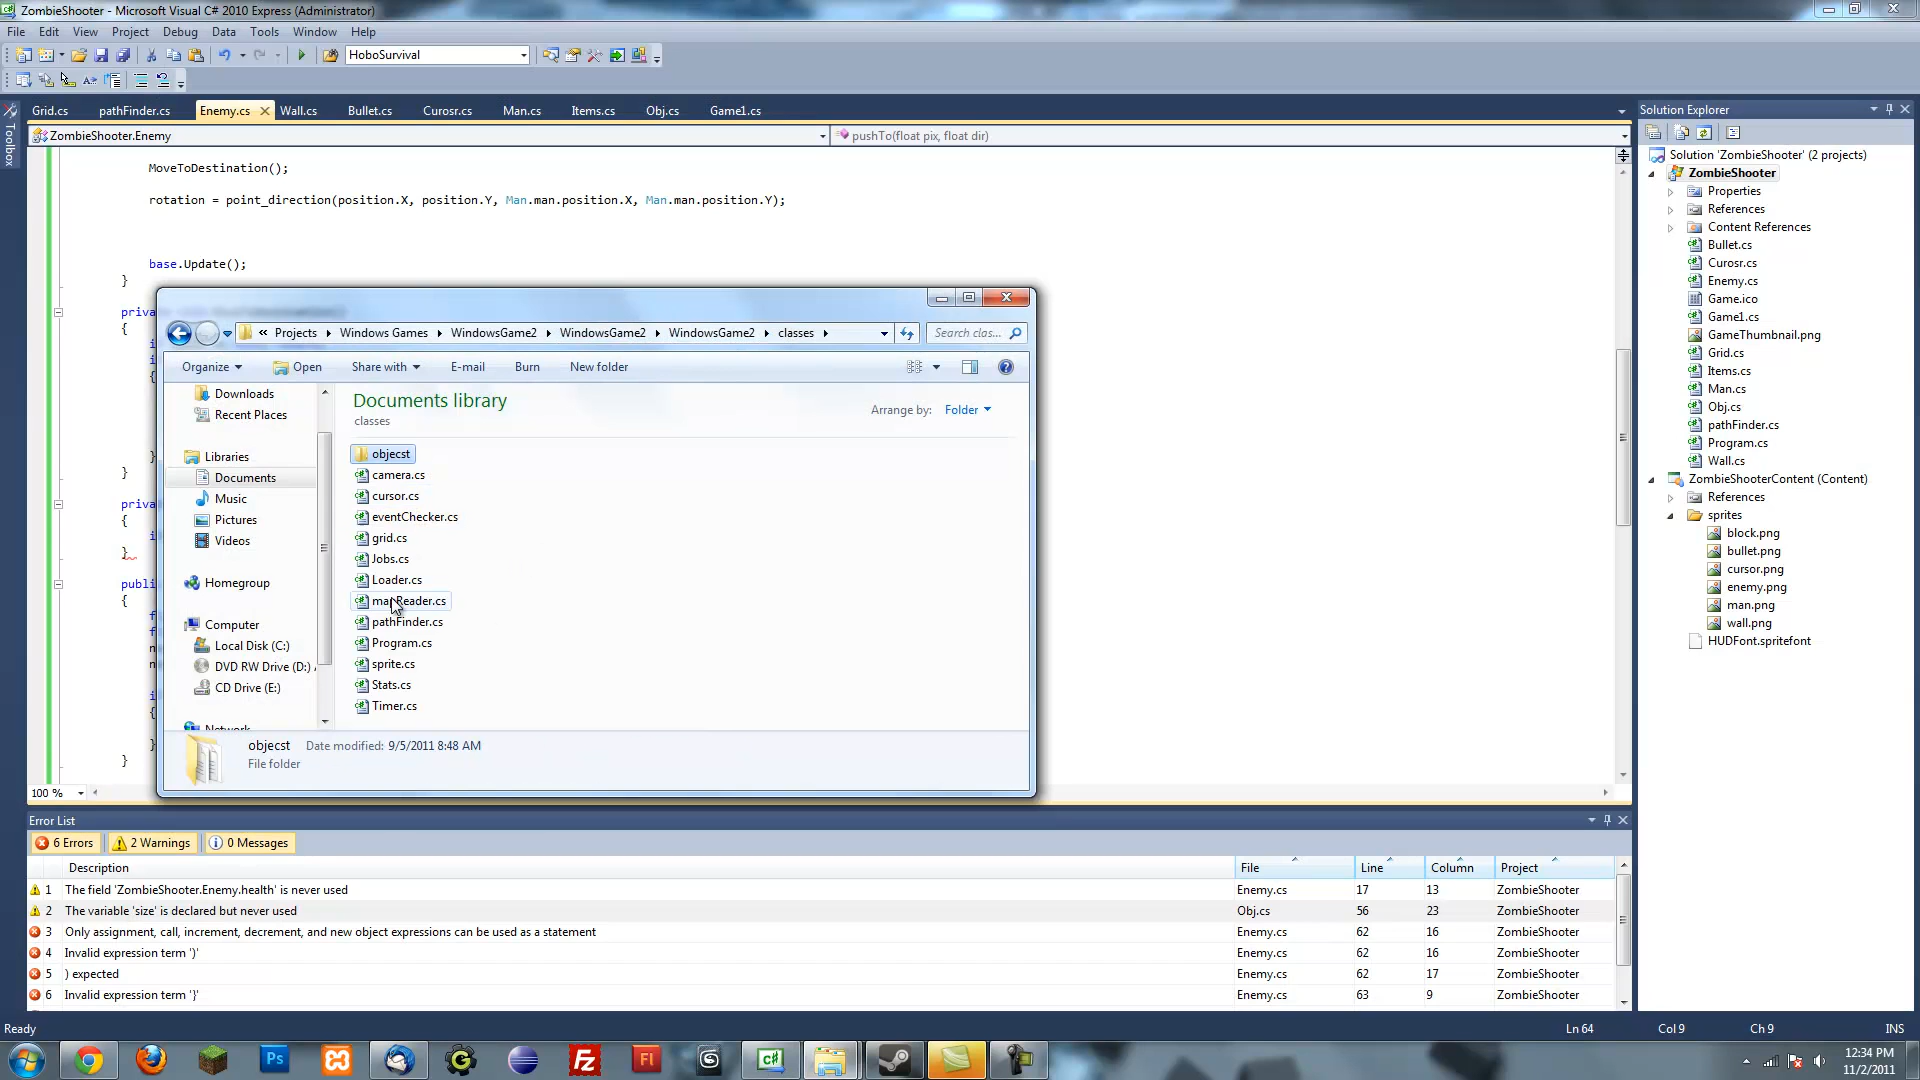 ZombieShooter - Microsoft Visual C# 2010 Express (Administrator)
File Edit View Project Debug Data Tools Window Help
HoboSurvival
Grid.cs pathFinder.cs Enemy.cs Wall.cs Bullet.cs Curosr.cs Man.cs Items.cs Obj.cs Game1.cs
ZombieShooter.Enemy pushTo(float pix, float dir)
Toolbox
MoveToDestination();
rotation = point_direction(position.X, position.Y, Man.man.position.X, Man.man.position.Y);
base.Update();
}
priva
{
}
}
priva
{
}
publi
{
{
}
}
100 %
« Projects Windows Games WindowsGame2 WindowsGame2 WindowsGame2 classes
Search clas...
Organize Open Share with E-mail Burn New folder
Downloads
Recent Places
Libraries
Documents
Music
Pictures
Videos
Homegroup
Computer
Local Disk (C:)
DVD RW Drive (D:)
CD Drive (E:)
Network
Documents library
classes
Arrange by: Folder
objecst
camera.cs
cursor.cs
eventChecker.cs
grid.cs
Jobs.cs
Loader.cs
mapReader.cs
pathFinder.cs
Program.cs
sprite.cs
Stats.cs
Timer.cs
objecst Date modified: 9/5/2011 8:48 AM
File folder
Solution Explorer
Solution 'ZombieShooter' (2 projects)
ZombieShooter
Properties
References
Content References
Bullet.cs
Curosr.cs
Enemy.cs
Game.ico
Game1.cs
GameThumbnail.png
Grid.cs
Items.cs
Man.cs
Obj.cs
pathFinder.cs
Program.cs
Wall.cs
ZombieShooterContent (Content)
References
sprites
block.png
bullet.png
cursor.png
enemy.png
man.png
wall.png
HUDFont.spritefont
Error List
6 Errors 2 Warnings 0 Messages
Description File Line Column Project
1 The field 'ZombieShooter.Enemy.health' is never used Enemy.cs 17 13 ZombieShooter
2 The variable 'size' is declared but never used Obj.cs 56 23 ZombieShooter
3 Only assignment, call, increment, decrement, and new object expressions can be used as a statement Enemy.cs 62 16 ZombieShooter
4 Invalid expression term ')' Enemy.cs 62 16 ZombieShooter
5 ) expected Enemy.cs 62 17 ZombieShooter
6 Invalid expression term '}' Enemy.cs 63 9 ZombieShooter
Ready Ln 64 Col 9 Ch 9 INS
12:34 PM
11/2/2011